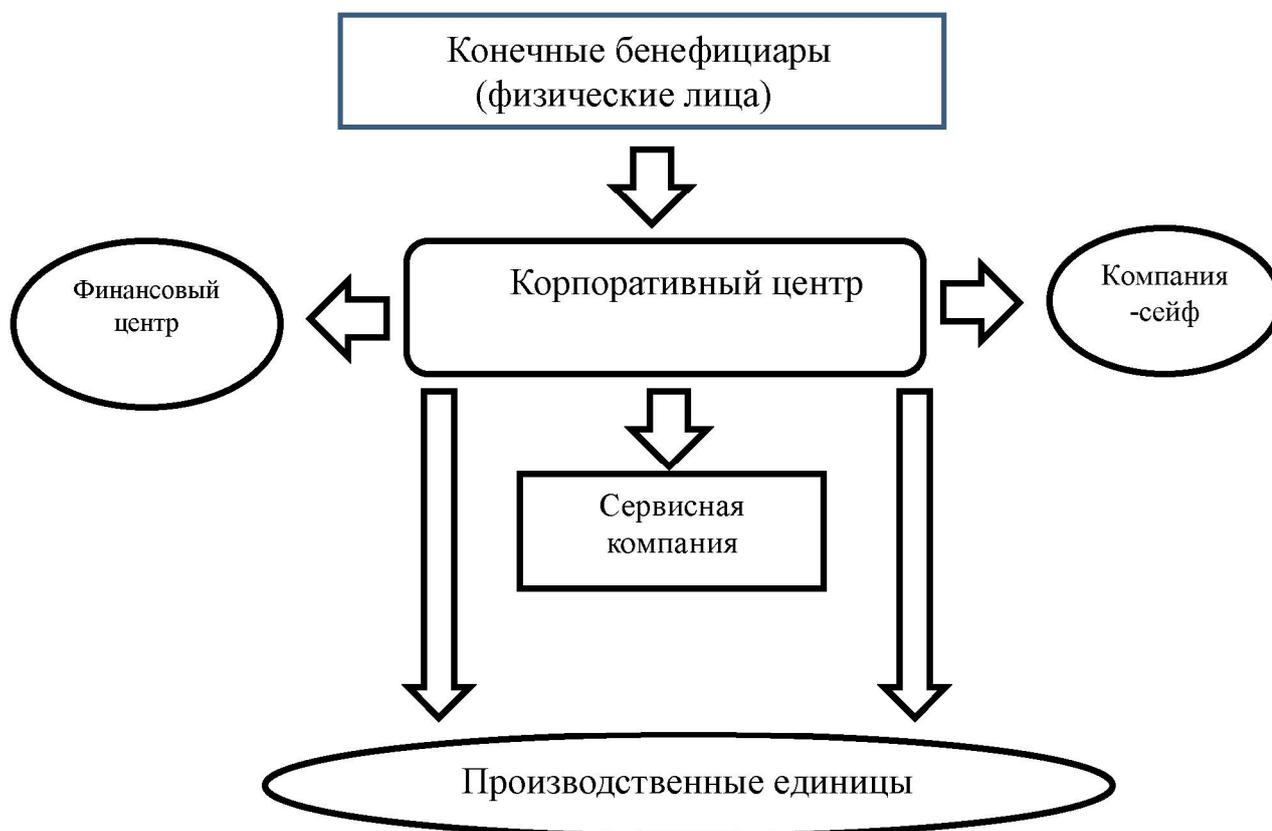 Конечные бенефициары
(физические лица)
Корпоративный центр
Финансовый
центр
Компания
-сейф
Сервисная
компания
Производственные единицы